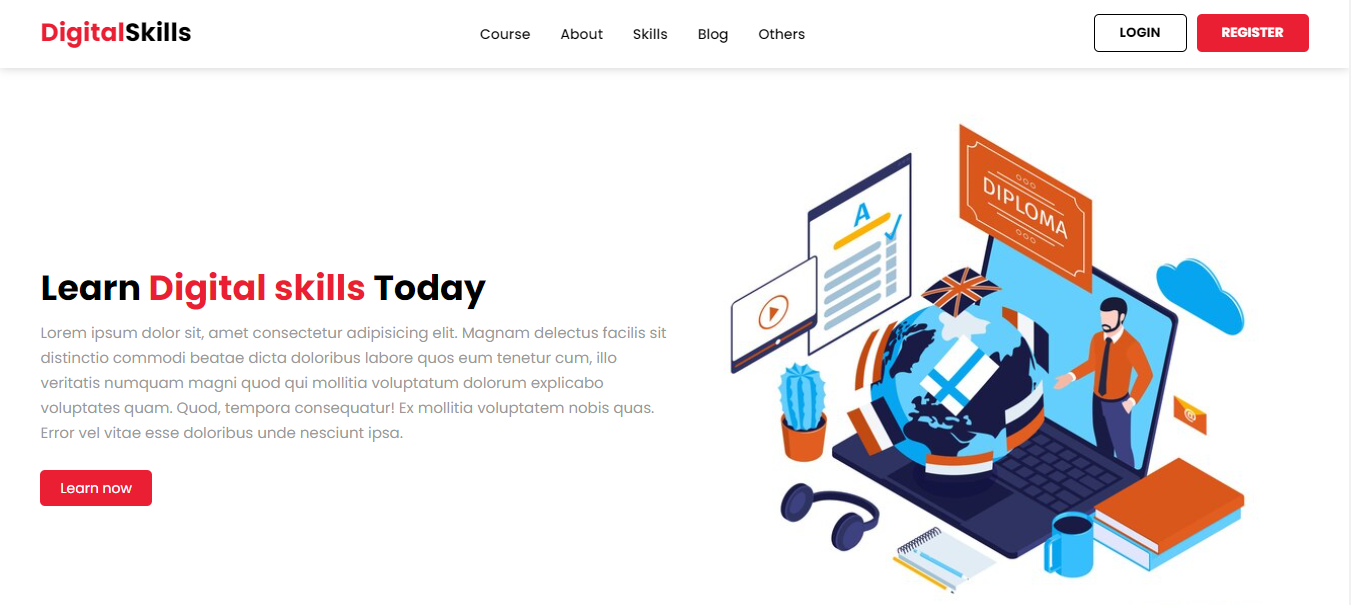 DigitalSkills
Course About Skills Blog Others
LOGIN REGISTER
Learn Digital skills Today
Lorem ipsum dolor sit, amet consectetur adipisicing elit. Magnam delectus facilis sit
distinctio commodi beatae dicta doloribus labore quos eum tenetur cum, illo
veritatis numquam magni quod qui mollitia voluptatum dolorum explicabo
voluptates quam. Quod, tempora consequatur! Ex mollitia voluptatem nobis quas.
Error vel vitae esse doloribus unde nesciunt ipsa.
Learn now
A
DIPLOMA
@